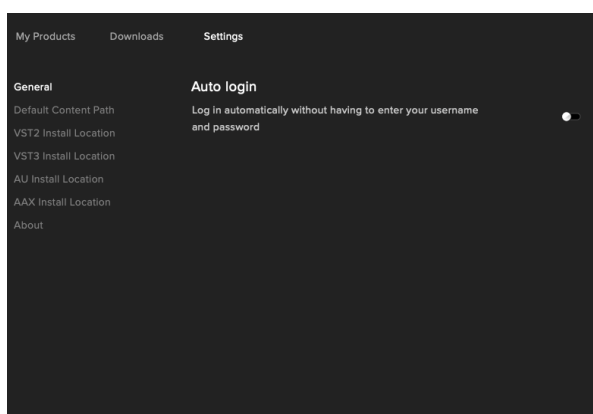 My Products
Downloads
Settings
General
Default Content Path
VST2 Install Location
VST3 Install Location
AU Install Location
AAX Install Location
About
Auto login
Log in automatically without having to enter your username
and password